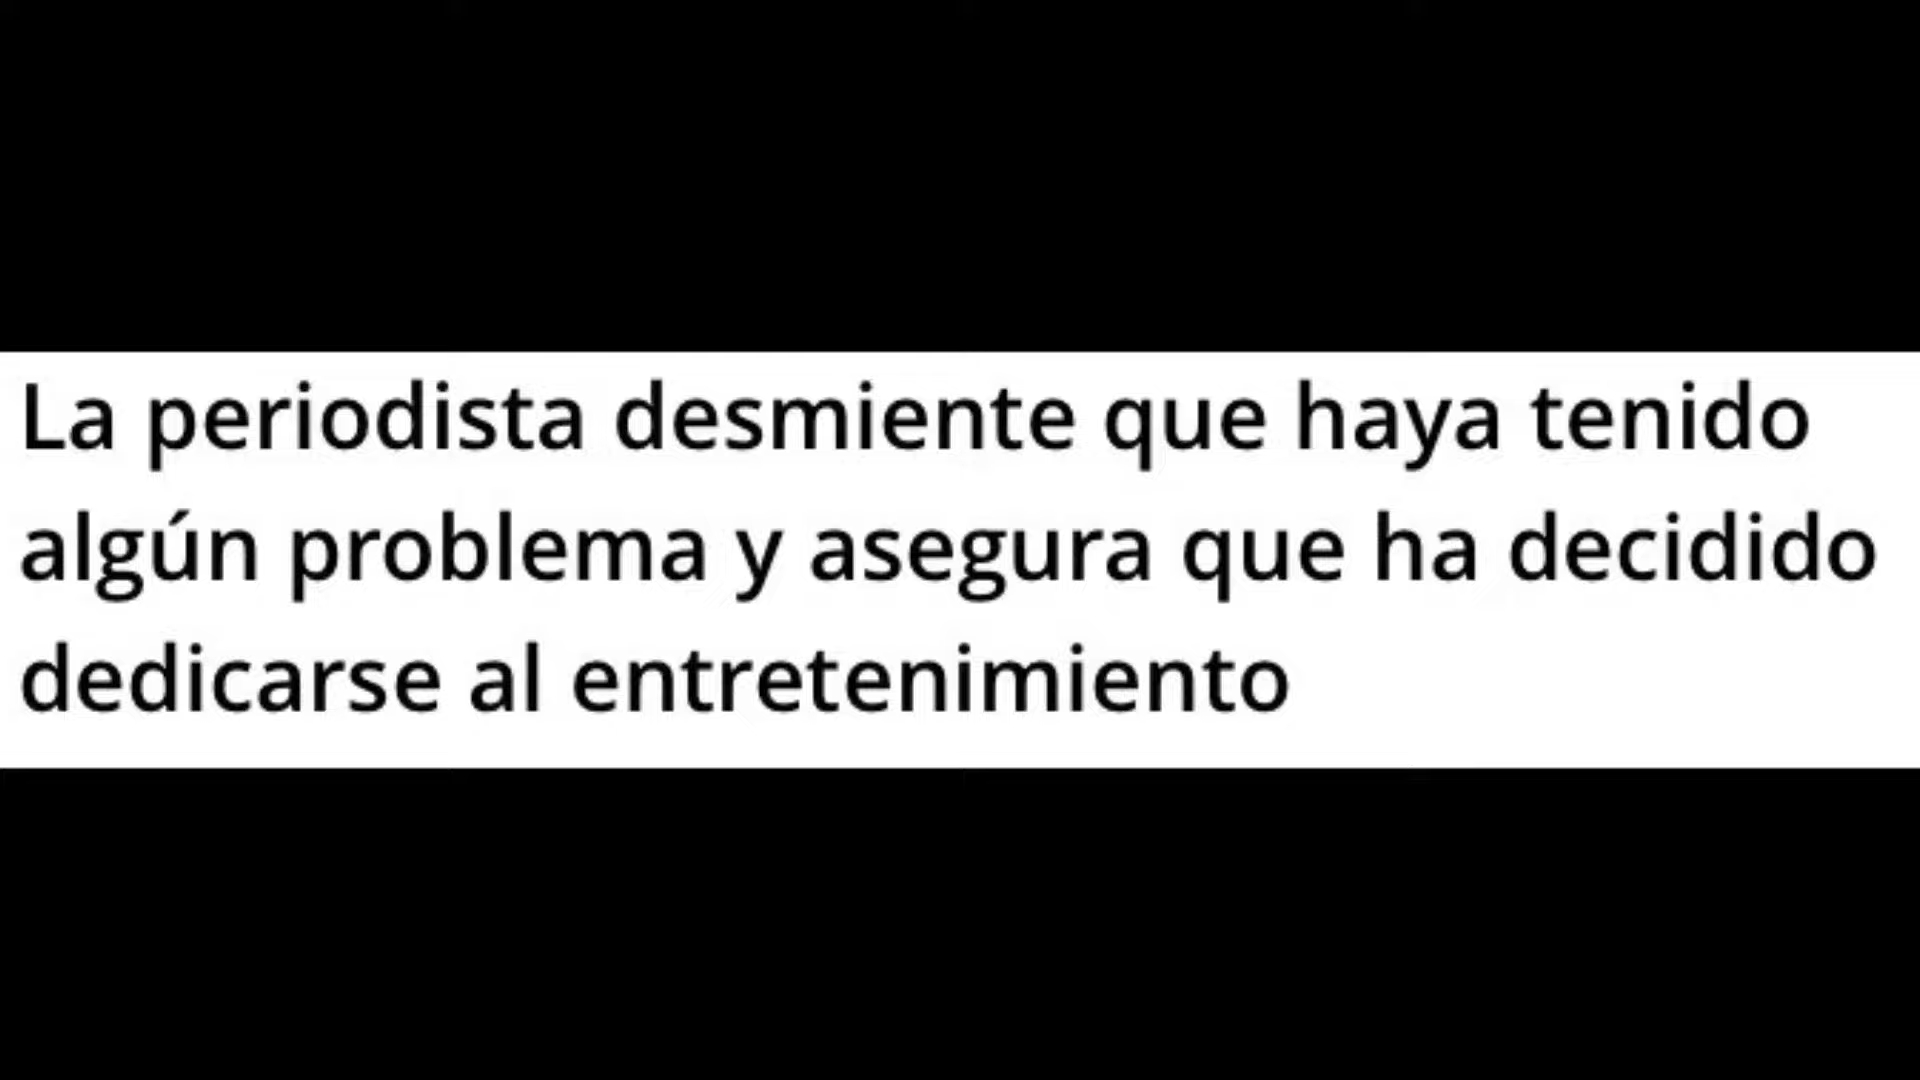 La periodista desmiente que haya tenido
algún problema y asegura que ha decidido
dedicarse al entretenimiento